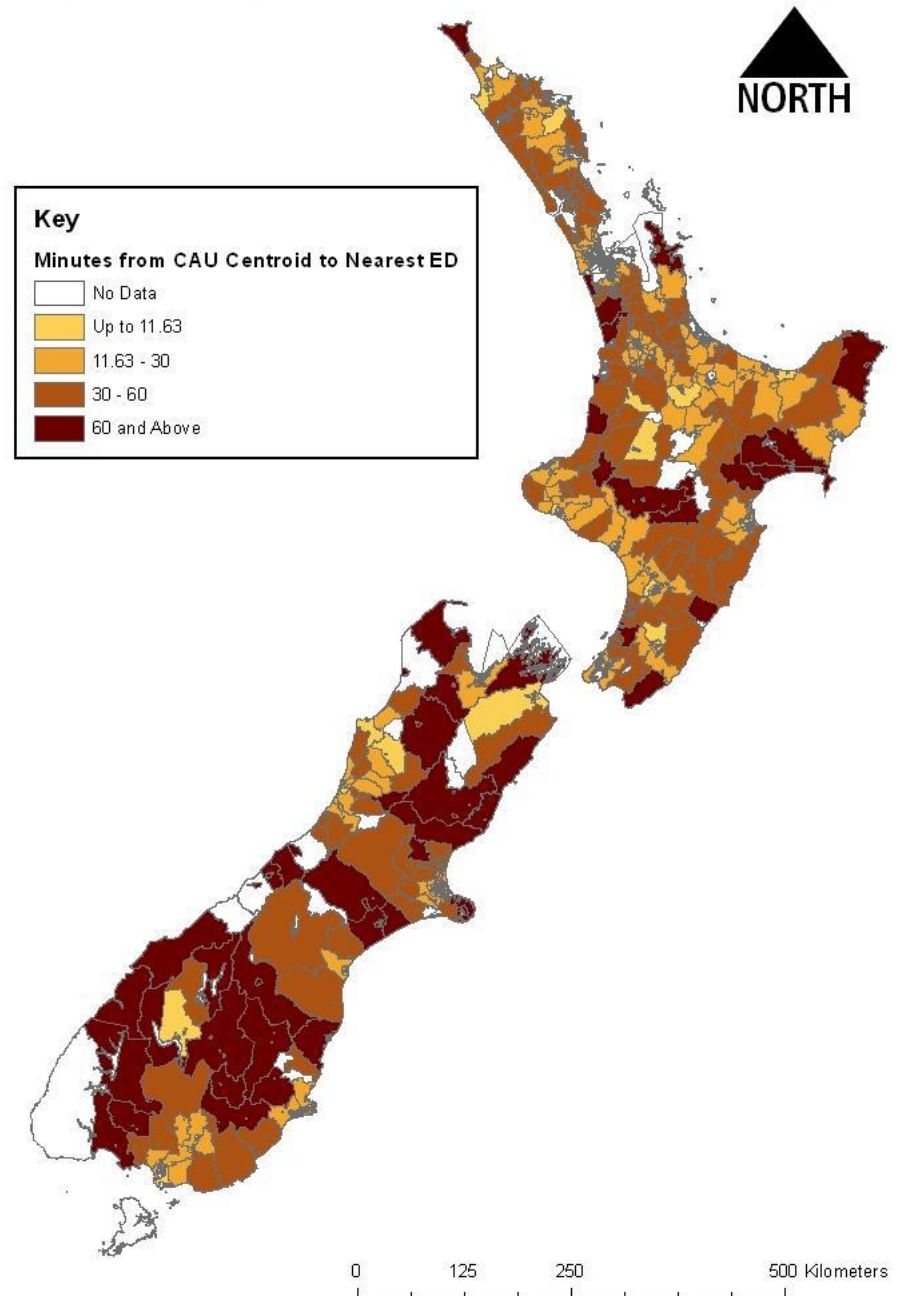 NORTH
Key
Minutes from CAU Centroid to Nearest ED
No Data
Up to 11.63
11.63 - 30
30 - 60
60 and Above
0 125 250 500 Kilometers